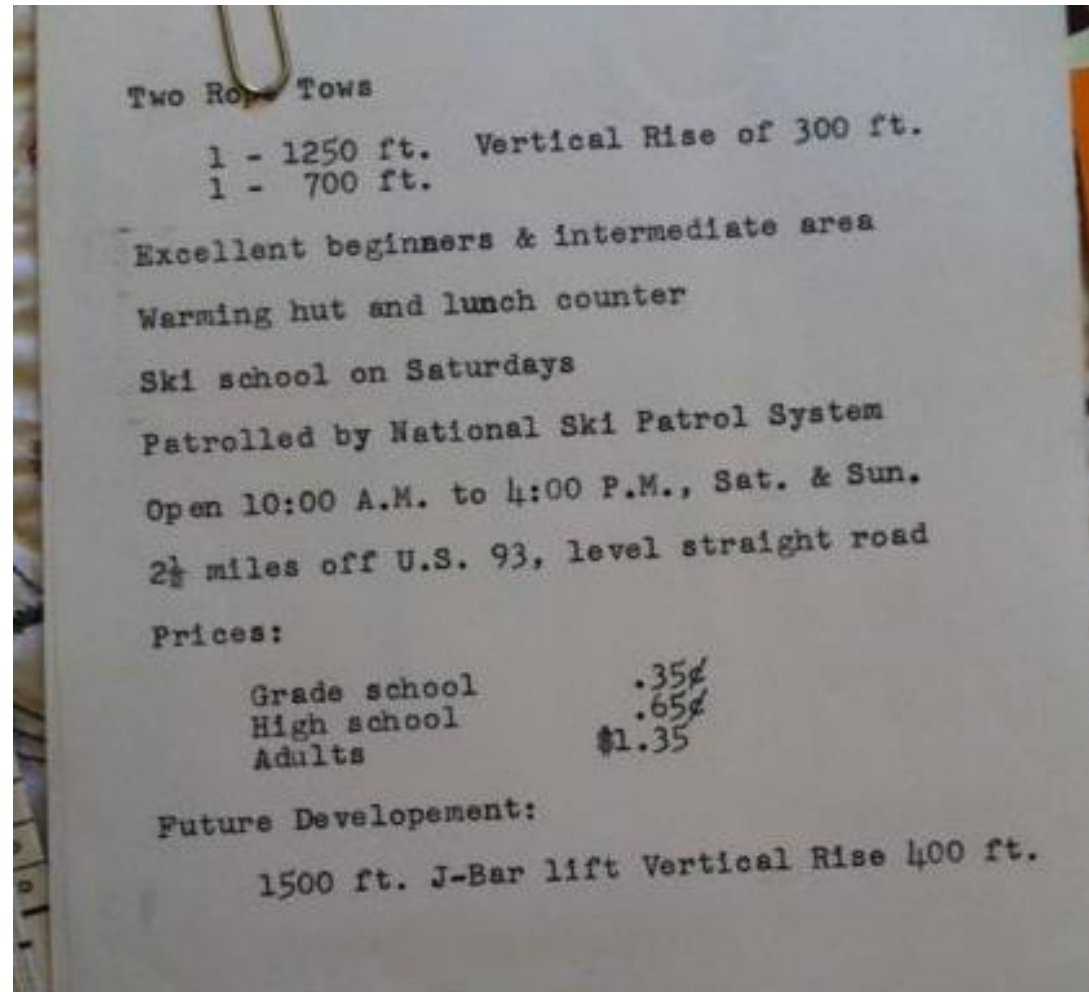 Two Rope Tows
1 - 1250 ft. Vertical Rise of 300 ft.
1 - 700 ft.
Excellent beginners & intermediate area
Warming hut and lunch counter
Ski school on Saturdays
Patrolled by National Ski Patrol System
Open 10:00 A.M. to 4:00 P.M., Sat. & Sun.
2½ miles off U.S. 93, level straight road
Prices:
Grade school .35¢
High school .65¢
Adults $1.35
Future Developement:
1500 ft. J-Bar lift Vertical Rise 400 ft.